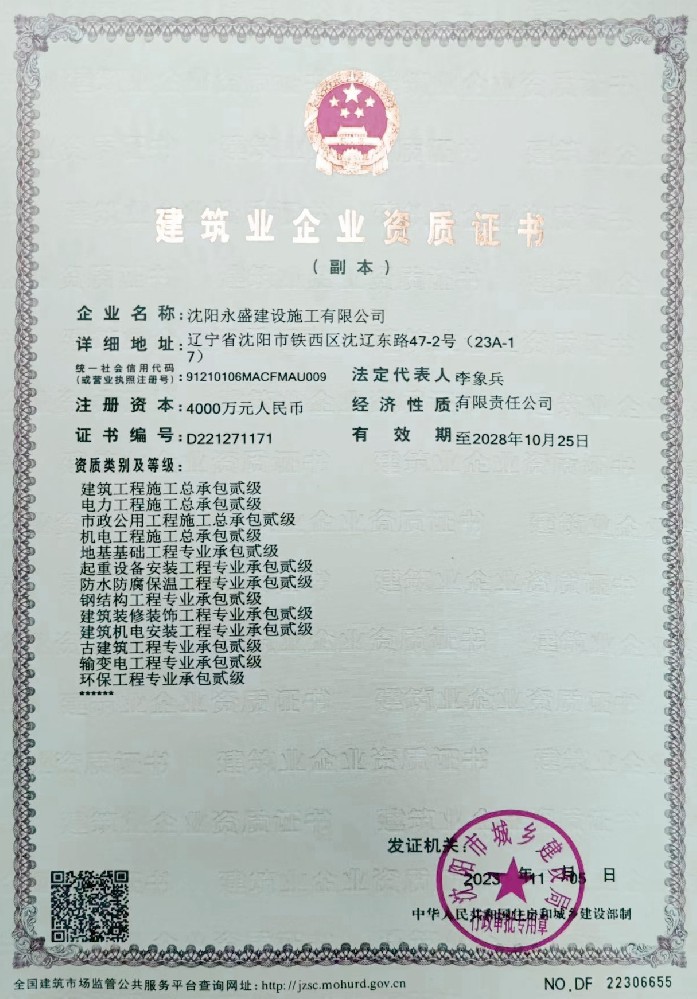 建筑业企业资质证书
（副本）
企业名称：沈阳永盛建设施工有限公司
详细地址：辽宁省沈阳市铁西区沈辽东路47-2号（23A-1
7）
统一社会信用代码
（或营业执照注册号）：91210106MACFMAU009
法定代表人 李象兵
注册资本：4000万元人民币
经济性质 有限责任公司
证书编号：D221271171
有效期 至2028年10月25日
资质类别及等级：
建筑工程施工总承包贰级
电力工程施工总承包贰级
市政公用工程施工总承包贰级
机电工程施工总承包贰级
地基基础工程专业承包贰级
起重设备安装工程专业承包贰级
防水防腐保温工程专业承包贰级
钢结构工程专业承包贰级
建筑装修装饰工程专业承包贰级
建筑机电安装工程专业承包贰级
古建筑工程专业承包贰级
输变电工程专业承包贰级
环保工程专业承包贰级
******
发证机关：
沈阳市城乡建设局
2023年11月05日
中华人民共和国住房和城乡建设部制
行政审批专用章
全国建筑市场监管公共服务平台查询网址：http://jzsc.mohurd.gov.cn
NO.DF 22306655